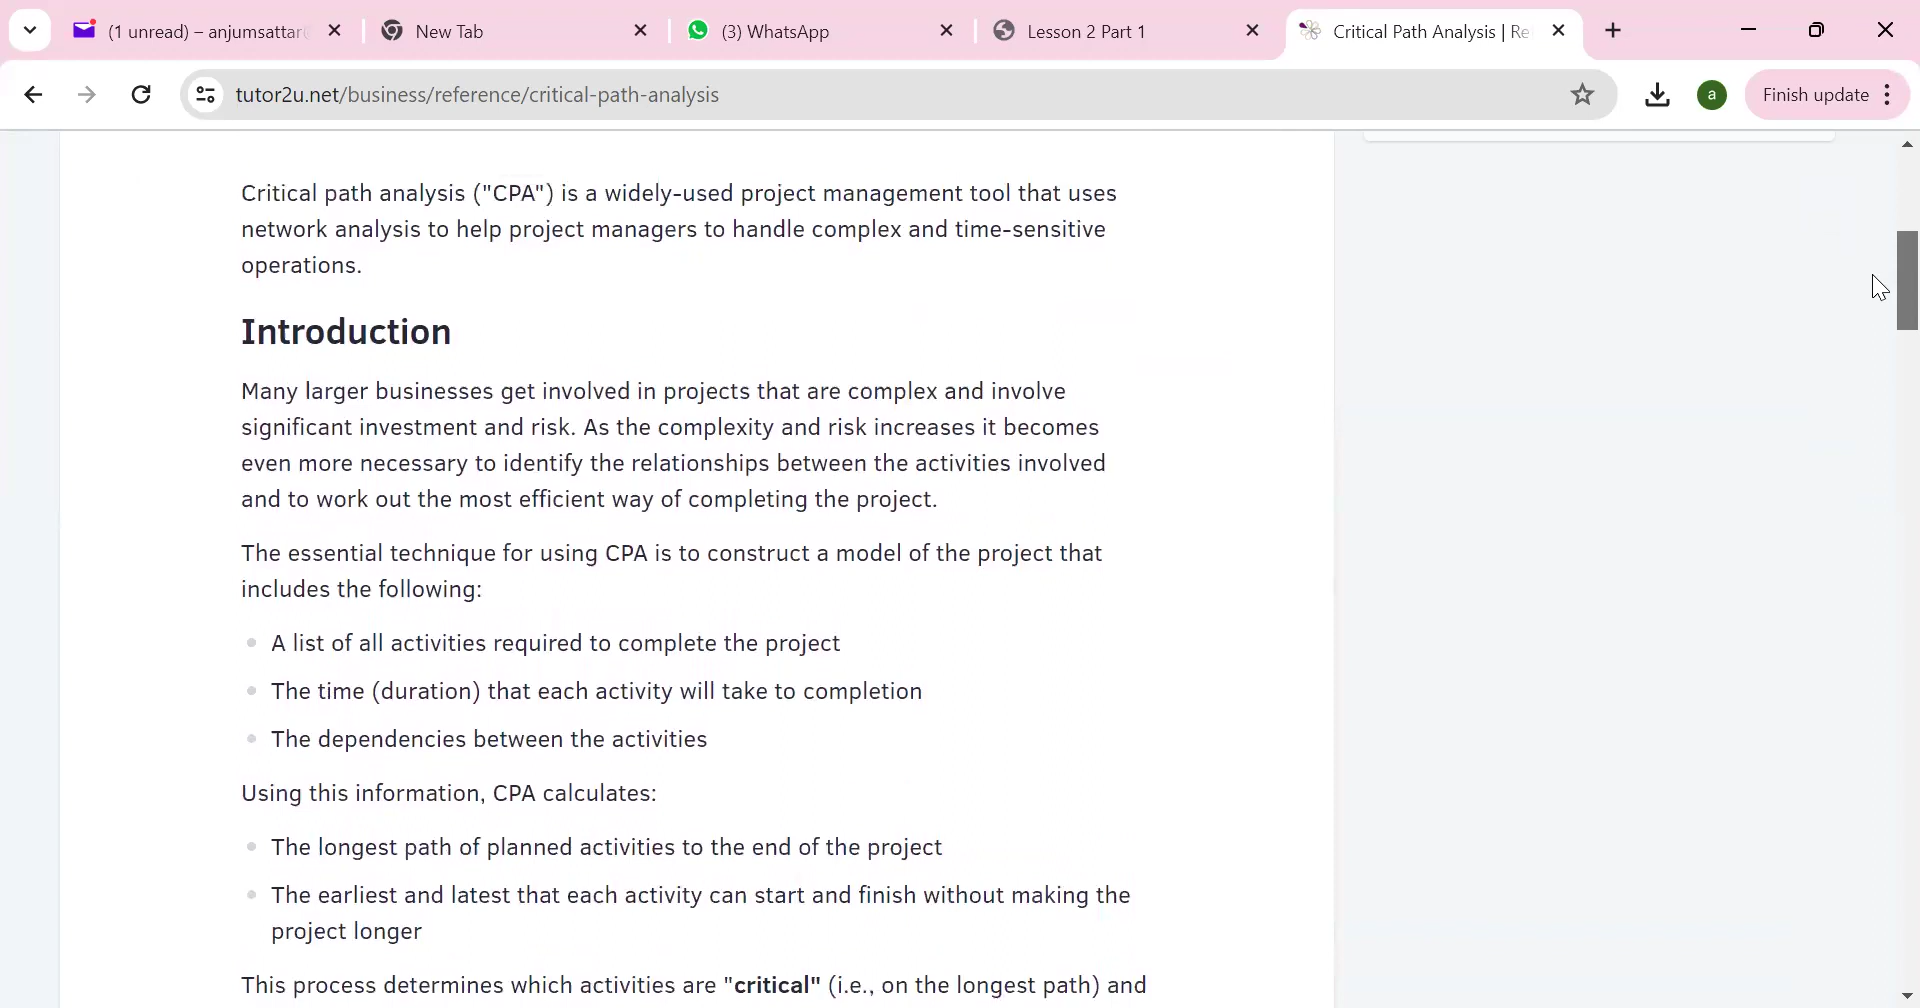 (1 unread) – anjumsattar
New Tab
(3) WhatsApp
Lesson 2 Part 1
Critical Path Analysis | Re
tutor2u.net/business/reference/critical-path-analysis
a
Finish update
Critical path analysis ("CPA") is a widely-used project management tool that uses
network analysis to help project managers to handle complex and time-sensitive
operations.
Introduction
Many larger businesses get involved in projects that are complex and involve
significant investment and risk. As the complexity and risk increases it becomes
even more necessary to identify the relationships between the activities involved
and to work out the most efficient way of completing the project.
The essential technique for using CPA is to construct a model of the project that
includes the following:
A list of all activities required to complete the project
The time (duration) that each activity will take to completion
The dependencies between the activities
Using this information, CPA calculates:
The longest path of planned activities to the end of the project
The earliest and latest that each activity can start and finish without making the
project longer
This process determines which activities are "critical" (i.e., on the longest path) and